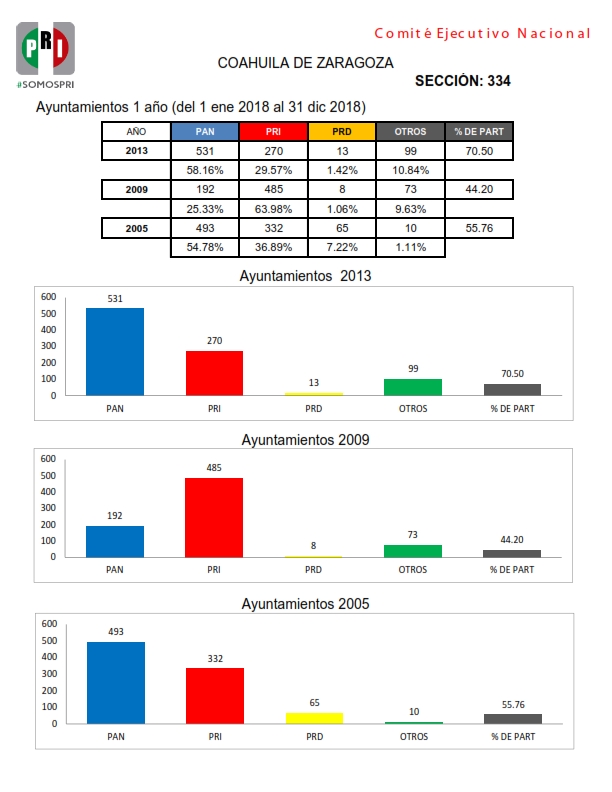 Comité Ejecutivo Nacional
PRI
#SOMOSPRI
COAHUILA DE ZARAGOZA
SECCIÓN: 334
Ayuntamientos 1 año (del 1 ene 2018 al 31 dic 2018)
AÑO PAN PRI PRD OTROS % DE PART
2013 531 270 13 99 70.50
58.16% 29.57% 1.42% 10.84%
2009 192 485 8 73 44.20
25.33% 63.98% 1.06% 9.63%
2005 493 332 65 10 55.76
54.78% 36.89% 7.22% 1.11%
Ayuntamientos 2013
600
500
400
300
200
100
0
531
270
13
99
70.50
PAN PRI PRD OTROS % DE PART
Ayuntamientos 2009
600
500
400
300
200
100
0
192
485
8
73
44.20
PAN PRI PRD OTROS % DE PART
Ayuntamientos 2005
600
500
400
300
200
100
0
493
332
65
10
55.76
PAN PRI PRD OTROS % DE PART